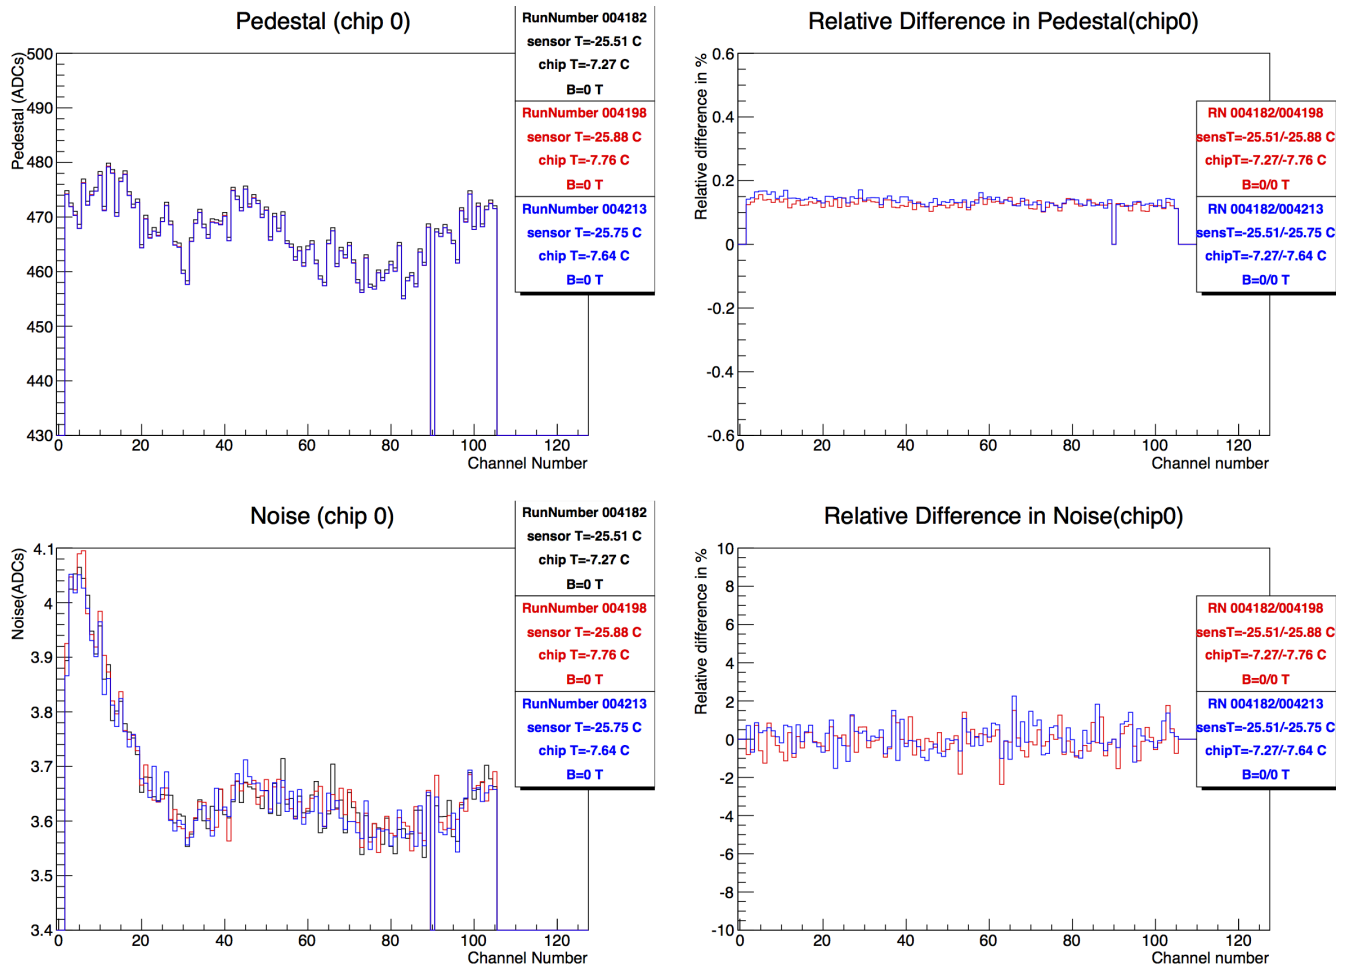 Pedestal (chip 0)
Pedestal (ADCs)
500
490
480
470
460
450
440
430
0
20
40
60
80
100
120
Channel Number
RunNumber 004182
sensor T=-25.51 C
chip T=-7.27 C
B=0 T
RunNumber 004198
sensor T=-25.88 C
chip T=-7.76 C
B=0 T
RunNumber 004213
sensor T=-25.75 C
chip T=-7.64 C
B=0 T
Relative Difference in Pedestal(chip0)
Relative difference in %
0.6
0.4
0.2
0
-0.2
-0.4
-0.6
0
20
40
60
80
100
120
Channel number
RN 004182/004198
sensT=-25.51/-25.88 C
chipT=-7.27/-7.76 C
B=0/0 T
RN 004182/004213
sensT=-25.51/-25.75 C
chipT=-7.27/-7.64 C
B=0/0 T
Noise (chip 0)
Noise(ADCs)
4.1
4
3.9
3.8
3.7
3.6
3.5
3.4
0
20
40
60
80
100
120
Channel Number
RunNumber 004182
sensor T=-25.51 C
chip T=-7.27 C
B=0 T
RunNumber 004198
sensor T=-25.88 C
chip T=-7.76 C
B=0 T
RunNumber 004213
sensor T=-25.75 C
chip T=-7.64 C
B=0 T
Relative Difference in Noise(chip0)
Relative difference in %
10
8
6
4
2
0
-2
-4
-6
-8
-10
0
20
40
60
80
100
120
Channel number
RN 004182/004198
sensT=-25.51/-25.88 C
chipT=-7.27/-7.76 C
B=0/0 T
RN 004182/004213
sensT=-25.51/-25.75 C
chipT=-7.27/-7.64 C
B=0/0 T